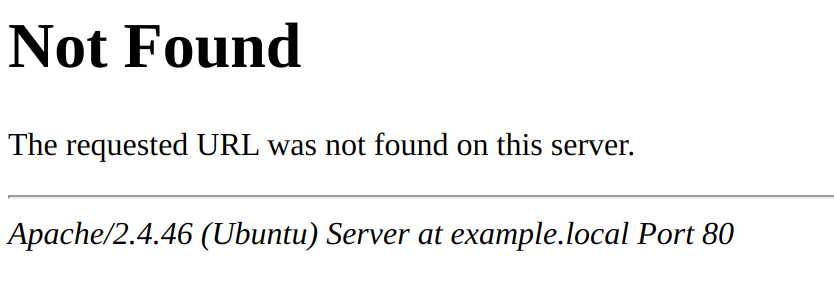 Not Found
The requested URL was not found on this server.
Apache/2.4.46 (Ubuntu) Server at example.local Port 80